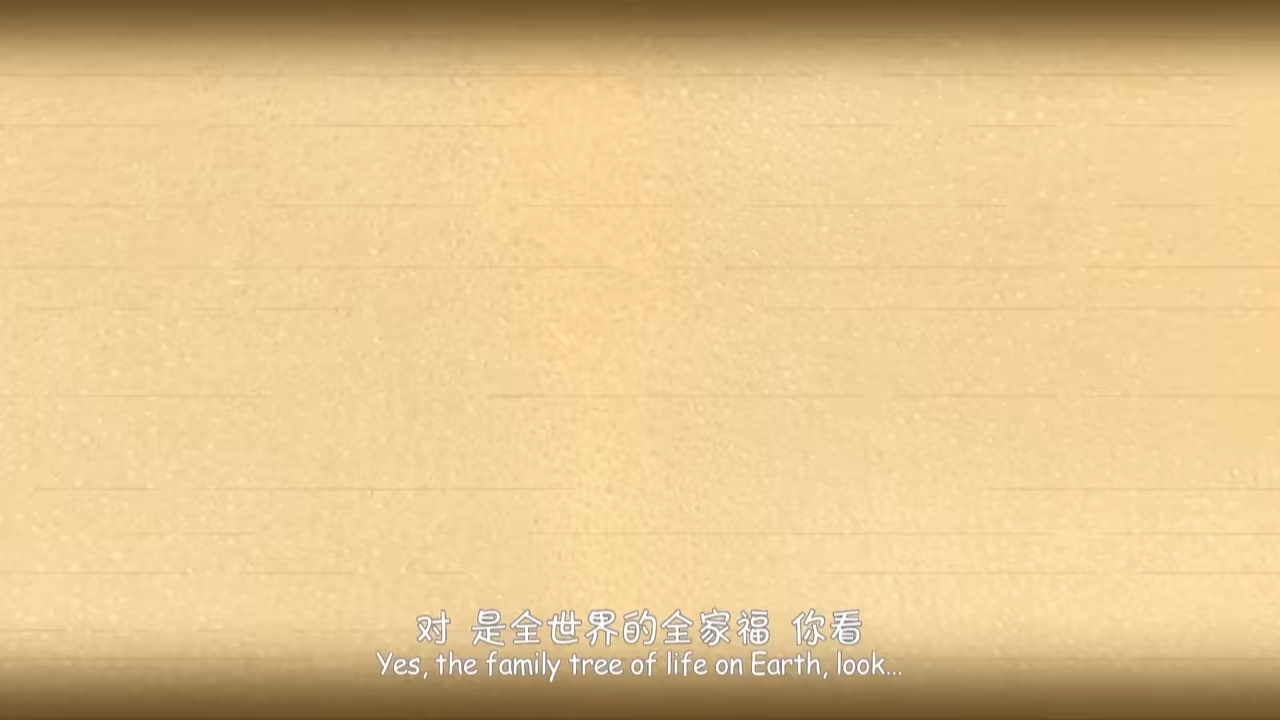 对 是全世界的全家福 你看
Yes, the family tree of life on Earth, look...